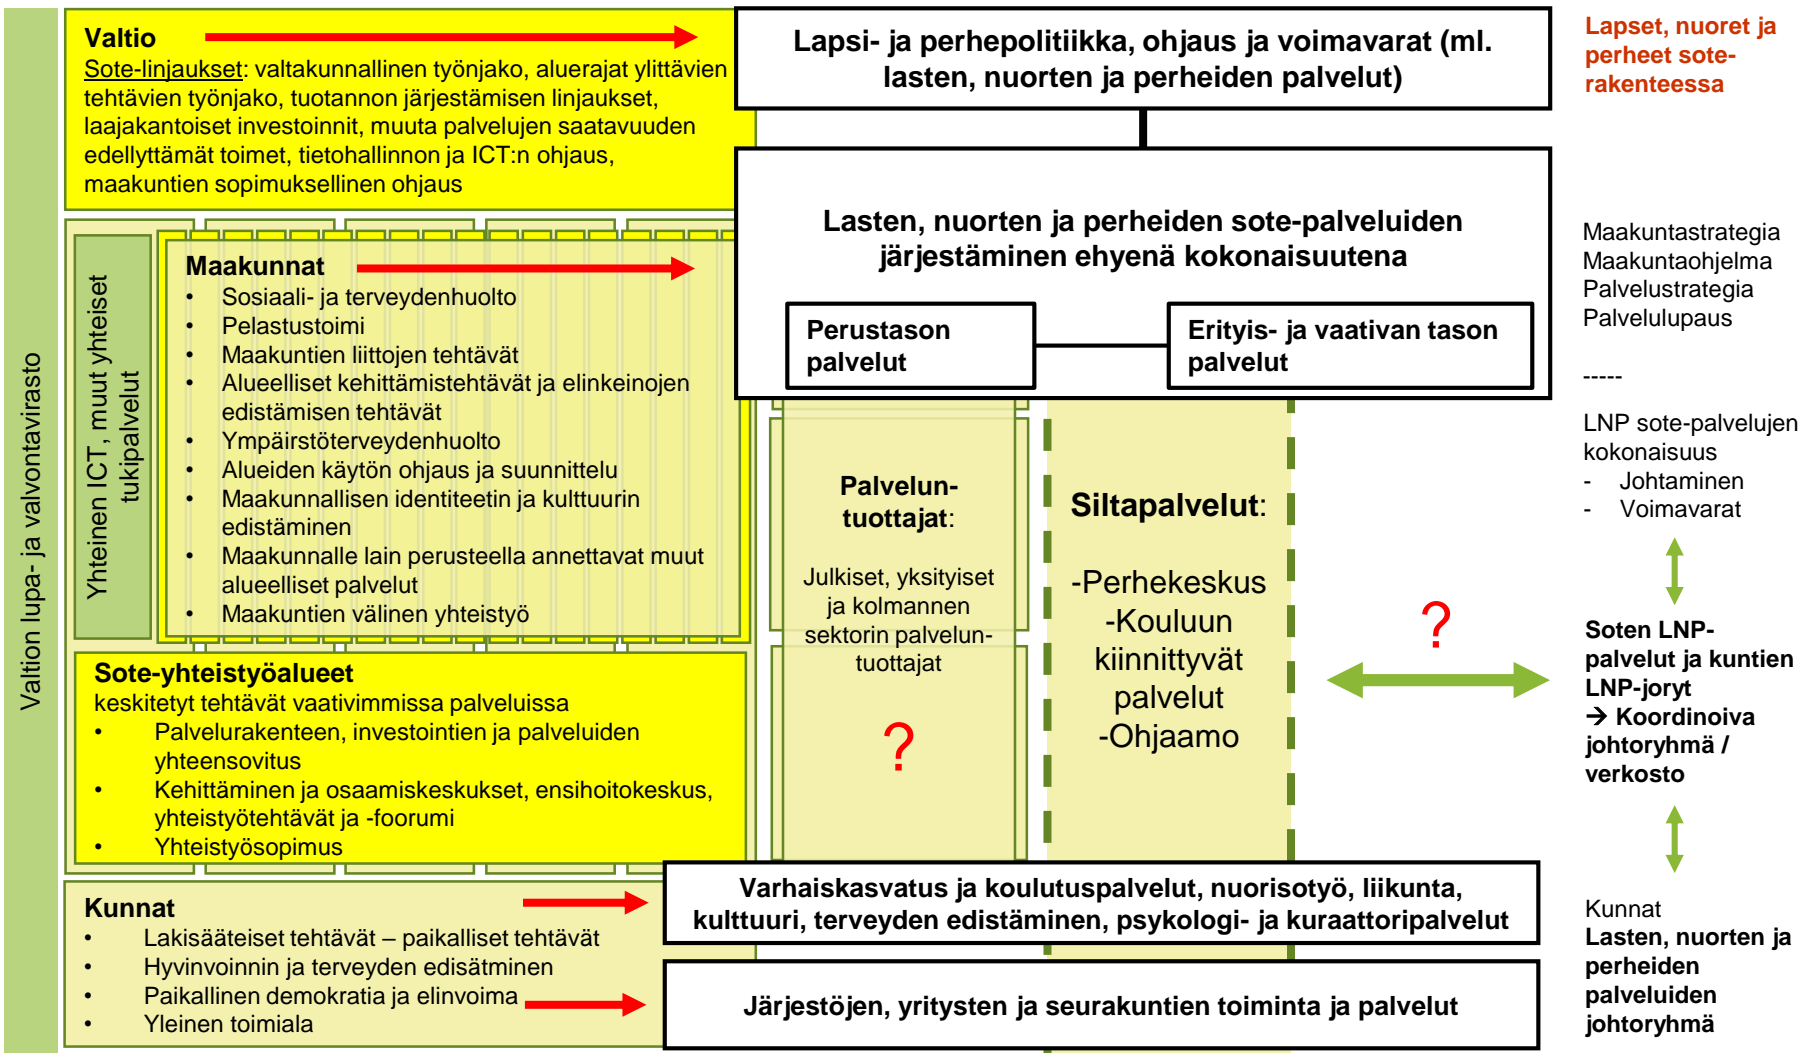 Valtion lupa- ja valvontavirasto
Valtio
Sote-linjaukset: valtakunnallinen työnjako, aluerajat ylittävien
tehtävien työnjako, tuotannon järjestämisen linjaukset,
laajakantoiset investoinnit, muuta palvelujen saatavuuden
edellyttämät toimet, tietohallinnon ja ICT:n ohjaus,
maakuntien sopimuksellinen ohjaus
Lapsi- ja perhepolitiikka, ohjaus ja voimavarat (ml.
lasten, nuorten ja perheiden palvelut)
Lapset, nuoret ja
perheet sote-
rakenteessa
Yhteinen ICT, muut yhteiset
tukipalvelut
Maakunnat
• Sosiaali- ja terveydenhuolto
• Pelastustoimi
• Maakuntien liittojen tehtävät
• Alueelliset kehittämistehtävät ja elinkeinojen
edistämisen tehtävät
• Ympäirstöterveydenhuolto
• Alueiden käytön ohjaus ja suunnittelu
• Maakunnallisen identiteetin ja kulttuurin
edistäminen
• Maakunnalle lain perusteella annettavat muut
alueelliset palvelut
• Maakuntien välinen yhteistyö
Lasten, nuorten ja perheiden sote-palveluiden
järjestäminen ehyenä kokonaisuutena
Perustason
palvelut
Erityis- ja vaativan tason
palvelut
Maakuntastrategia
Maakuntaohjelma
Palvelustrategia
Palvelulupaus
-----
LNP sote-palvelujen
kokonaisuus
- Johtaminen
- Voimavarat
Palvelun-
tuottajat:
Julkiset, yksityiset
ja kolmannen
sektorin palvelun-
tuottajat
?
Siltapalvelut:
-Perhekeskus
-Kouluun
kiinnittyvät
palvelut
-Ohjaamo
?
Soten LNP-
palvelut ja kuntien
LNP-joryt
→ Koordinoiva
johtoryhmä /
verkosto
Sote-yhteistyöalueet
keskitetyt tehtävät vaativimmissa palveluissa
• Palvelurakenteen, investointien ja palveluiden
yhteensovitus
• Kehittäminen ja osaamiskeskukset, ensihoitokeskus,
yhteistyötehtävät ja -foorumi
• Yhteistyösopimus
Kunnat
• Lakisääteiset tehtävät – paikalliset tehtävät
• Hyvinvoinnin ja terveyden edisätminen
• Paikallinen demokratia ja elinvoima
• Yleinen toimiala
Varhaiskasvatus ja koulutuspalvelut, nuorisotyö, liikunta,
kulttuuri, terveyden edistäminen, psykologi- ja kuraattoripalvelut
Järjestöjen, yritysten ja seurakuntien toiminta ja palvelut
Kunnat
Lasten, nuorten ja
perheiden
palveluiden
johtoryhmä